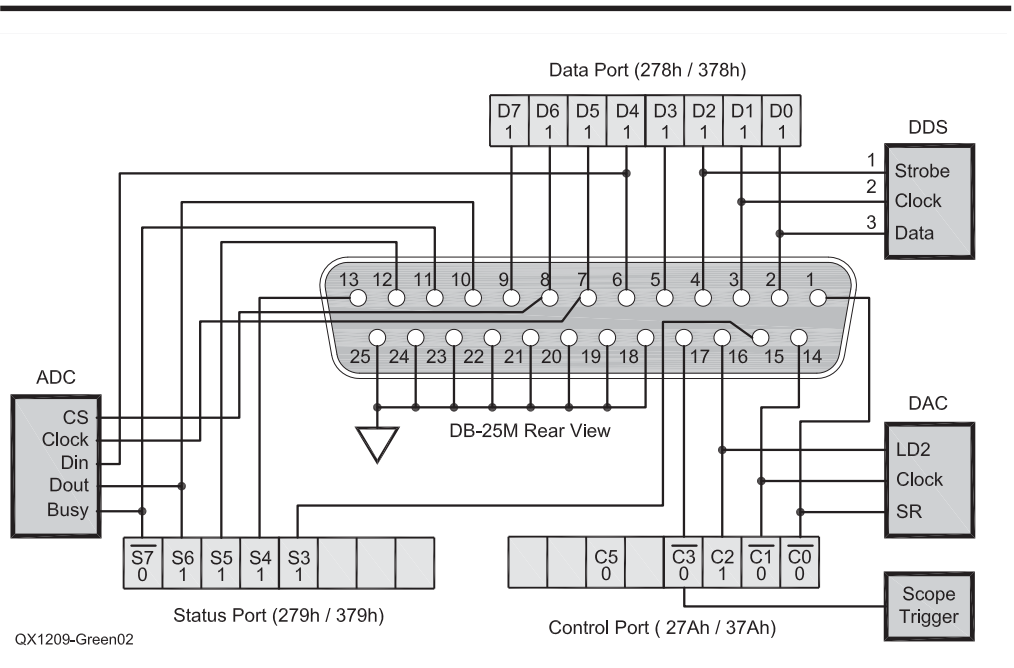 Data Port (278h / 378h)
D7 D6 D5 D4 D3 D2 D1 D0
1 1 1 1 1 1 1 1
DDS
1 Strobe
2 Clock
3 Data
13 12 11 10 9 8 7 6 5 4 3 2 1
25 24 23 22 21 20 19 18 17 16 15 14
DB-25M Rear View
ADC
CS
Clock
Din
Dout
Busy
DAC
LD2
Clock
SR
S7 S6 S5 S4 S3
0 1 1 1 1
Status Port (279h / 379h)
C5 C3 C2 C1 C0
0 0 1 0 0
Control Port ( 27Ah / 37Ah)
Scope
Trigger
QX1209-Green02